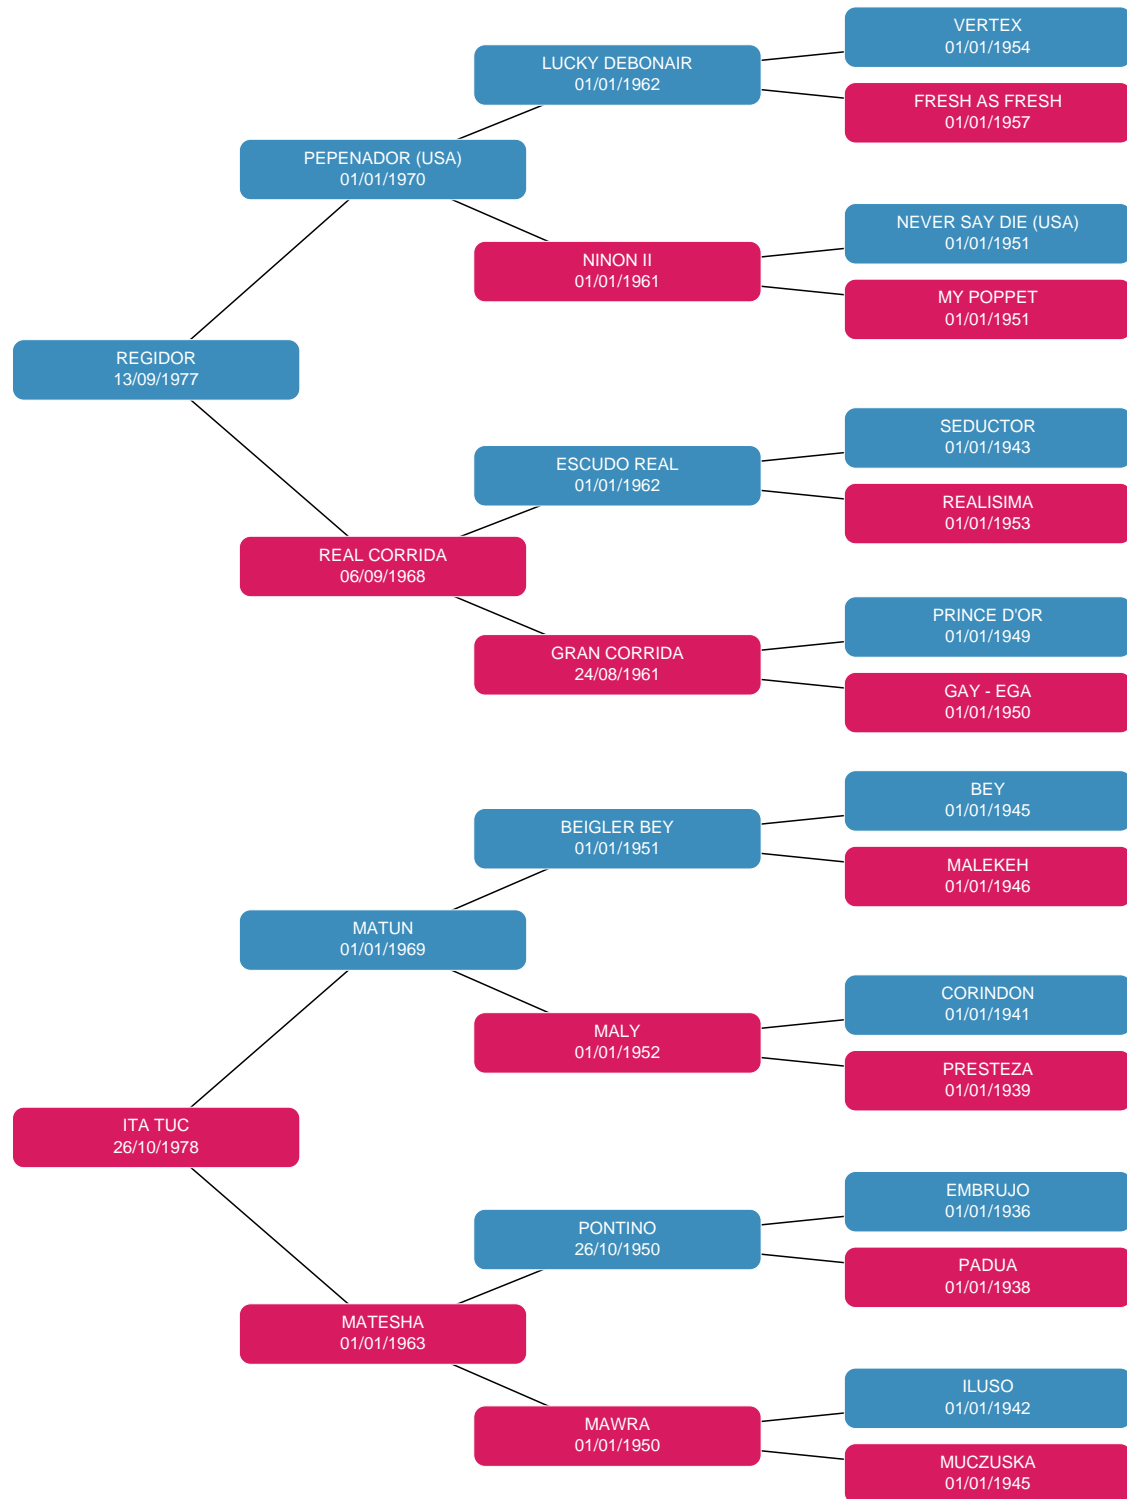 VERTEX
01/01/1954
LUCKY DEBONAIR
01/01/1962
FRESH AS FRESH
01/01/1957
PEPENADOR (USA)
01/01/1970
NEVER SAY DIE (USA)
01/01/1951
NINON II
01/01/1961
MY POPPET
01/01/1951
REGIDOR
13/09/1977
SEDUCTOR
01/01/1943
ESCUDO REAL
01/01/1962
REALISIMA
01/01/1953
REAL CORRIDA
06/09/1968
PRINCE D'OR
01/01/1949
GRAN CORRIDA
24/08/1961
GAY - EGA
01/01/1950
BEY
01/01/1945
BEIGLER BEY
01/01/1951
MALEKEH
01/01/1946
MATUN
01/01/1969
CORINDON
01/01/1941
MALY
01/01/1952
PRESTEZA
01/01/1939
ITA TUC
26/10/1978
EMBRUJO
01/01/1936
PONTINO
26/10/1950
PADUA
01/01/1938
MATESHA
01/01/1963
ILUSO
01/01/1942
MAWRA
01/01/1950
MUCZUSKA
01/01/1945